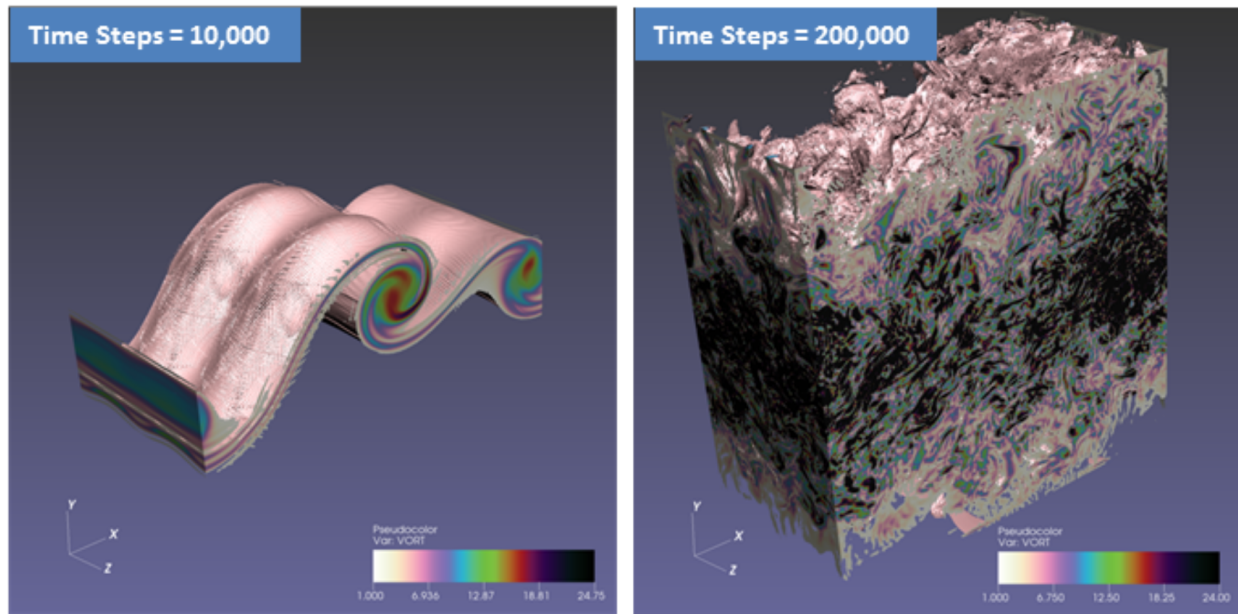 Time Steps = 10,000
Y
X
Z
Pseudocolor
Var: VORT
1.000 6.936 12.87 18.81 24.75
Time Steps = 200,000
Y
X
Z
Pseudocolor
Var: VORT
1.000 6.750 12.50 18.25 24.00